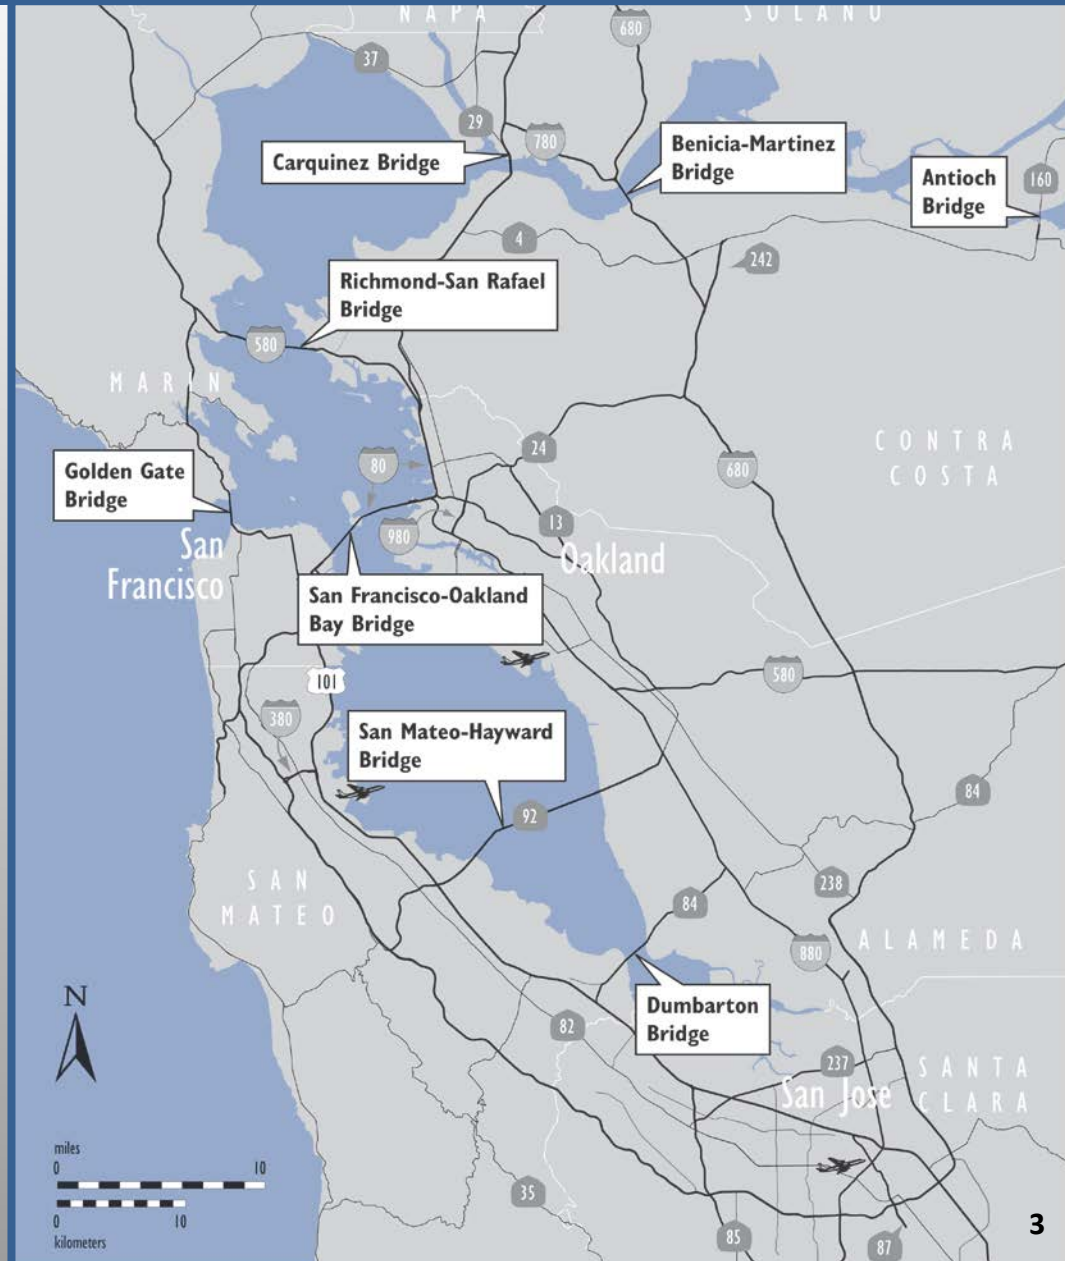 NAPA
SOLANO
680
37
29
780
Carquinez Bridge
Benicia-Martinez
Bridge
Antioch
Bridge
160
4
242
Richmond-San Rafael
Bridge
580
MARIN
24
80
680
CONTRA
COSTA
Golden Gate
Bridge
980
13
San
Francisco
Oakland
San Francisco-Oakland
Bay Bridge
101
580
380
San Mateo-Hayward
Bridge
92
84
SAN
MATEO
238
84
880
ALAMEDA
N
Dumbarton
Bridge
82
237
San Jose
SANTA
CLARA
miles
0 10
0 10
kilometers
35
85
87
3